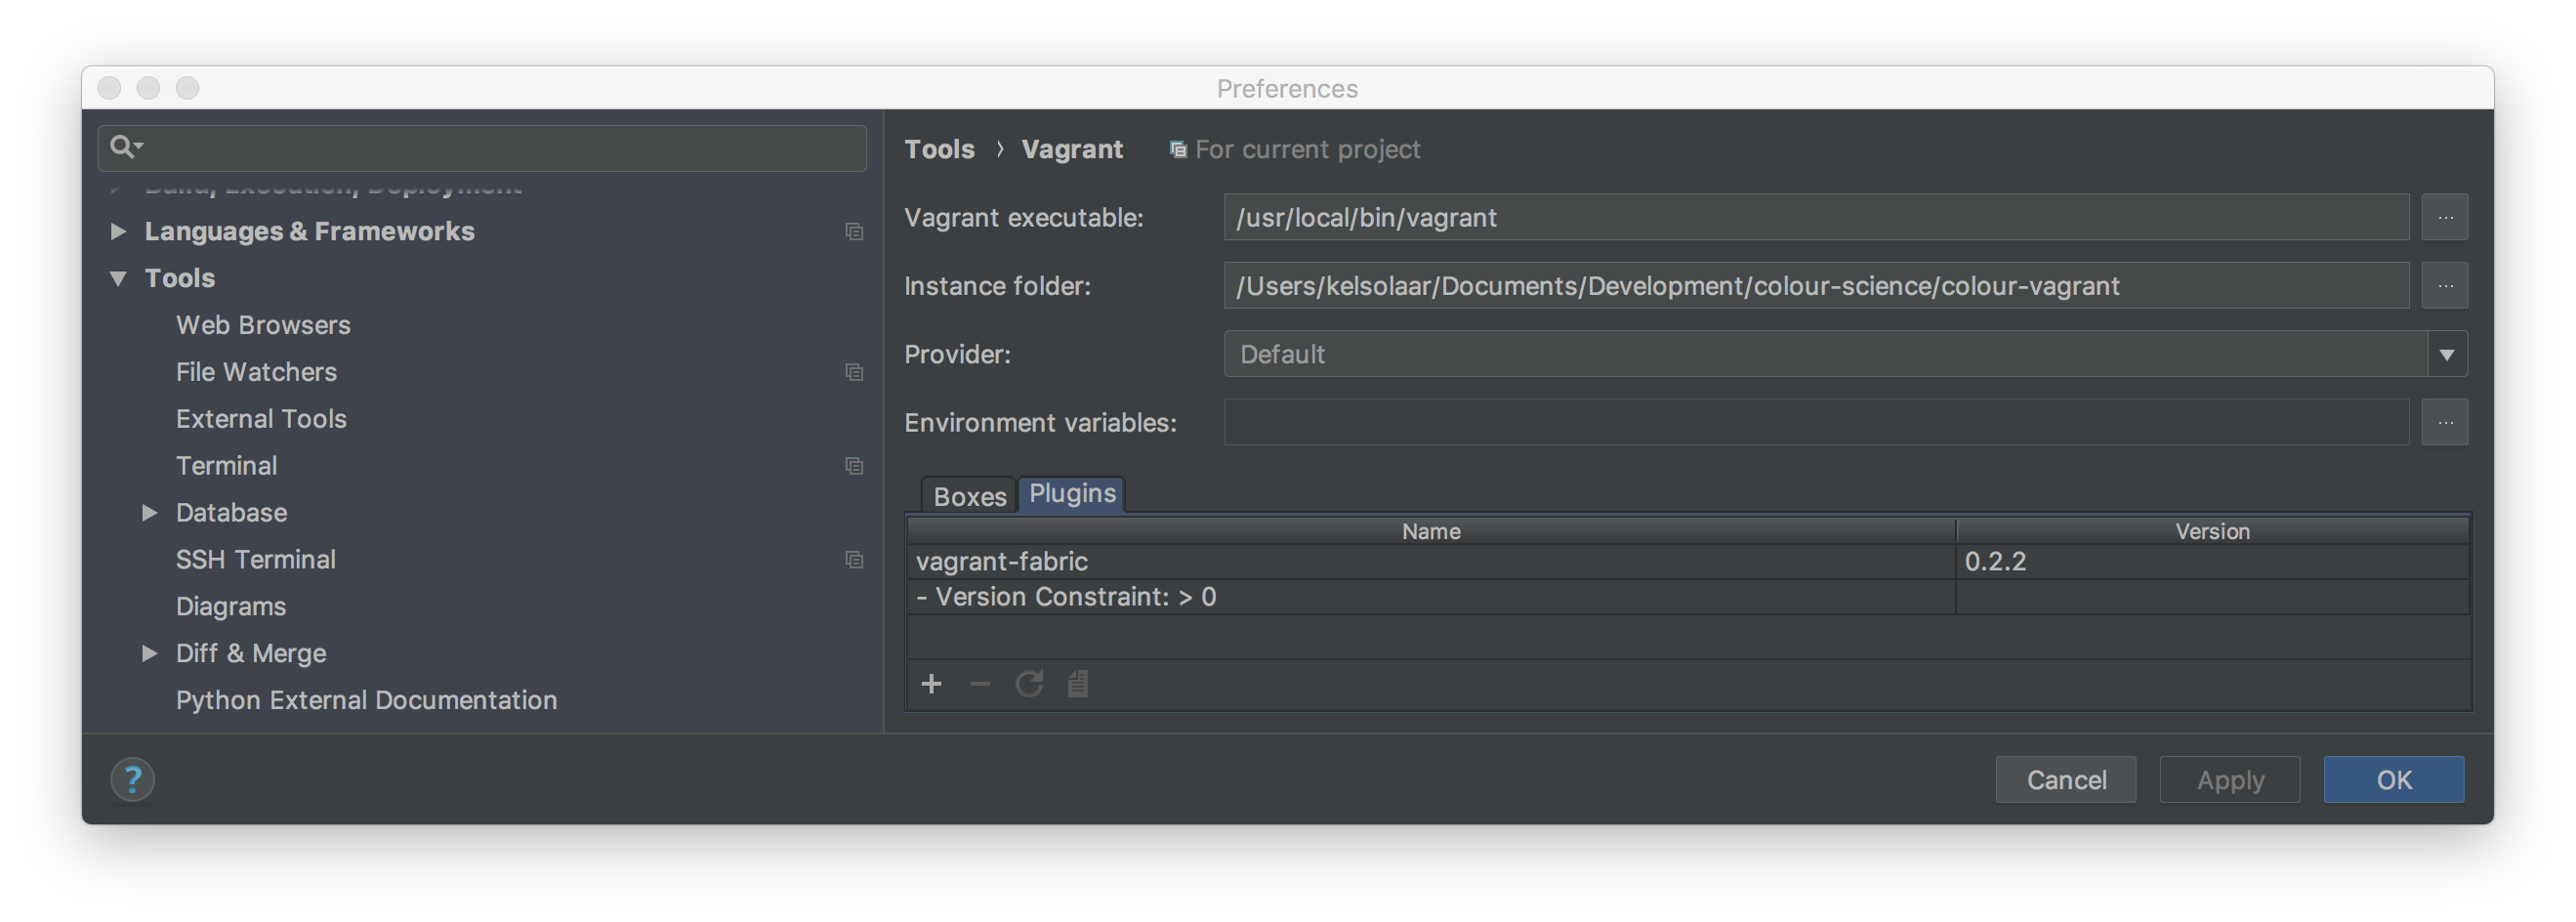 Preferences
Build, Execution, Deployment
Languages & Frameworks
Tools
Web Browsers
File Watchers
External Tools
Terminal
Database
SSH Terminal
Diagrams
Diff & Merge
Python External Documentation
Tools › Vagrant For current project
Vagrant executable: /usr/local/bin/vagrant ...
Instance folder: /Users/kelsolaar/Documents/Development/colour-science/colour-vagrant ...
Provider: Default
Environment variables: ...
Boxes Plugins
Name Version
vagrant-fabric 0.2.2
- Version Constraint: > 0
? Cancel Apply OK